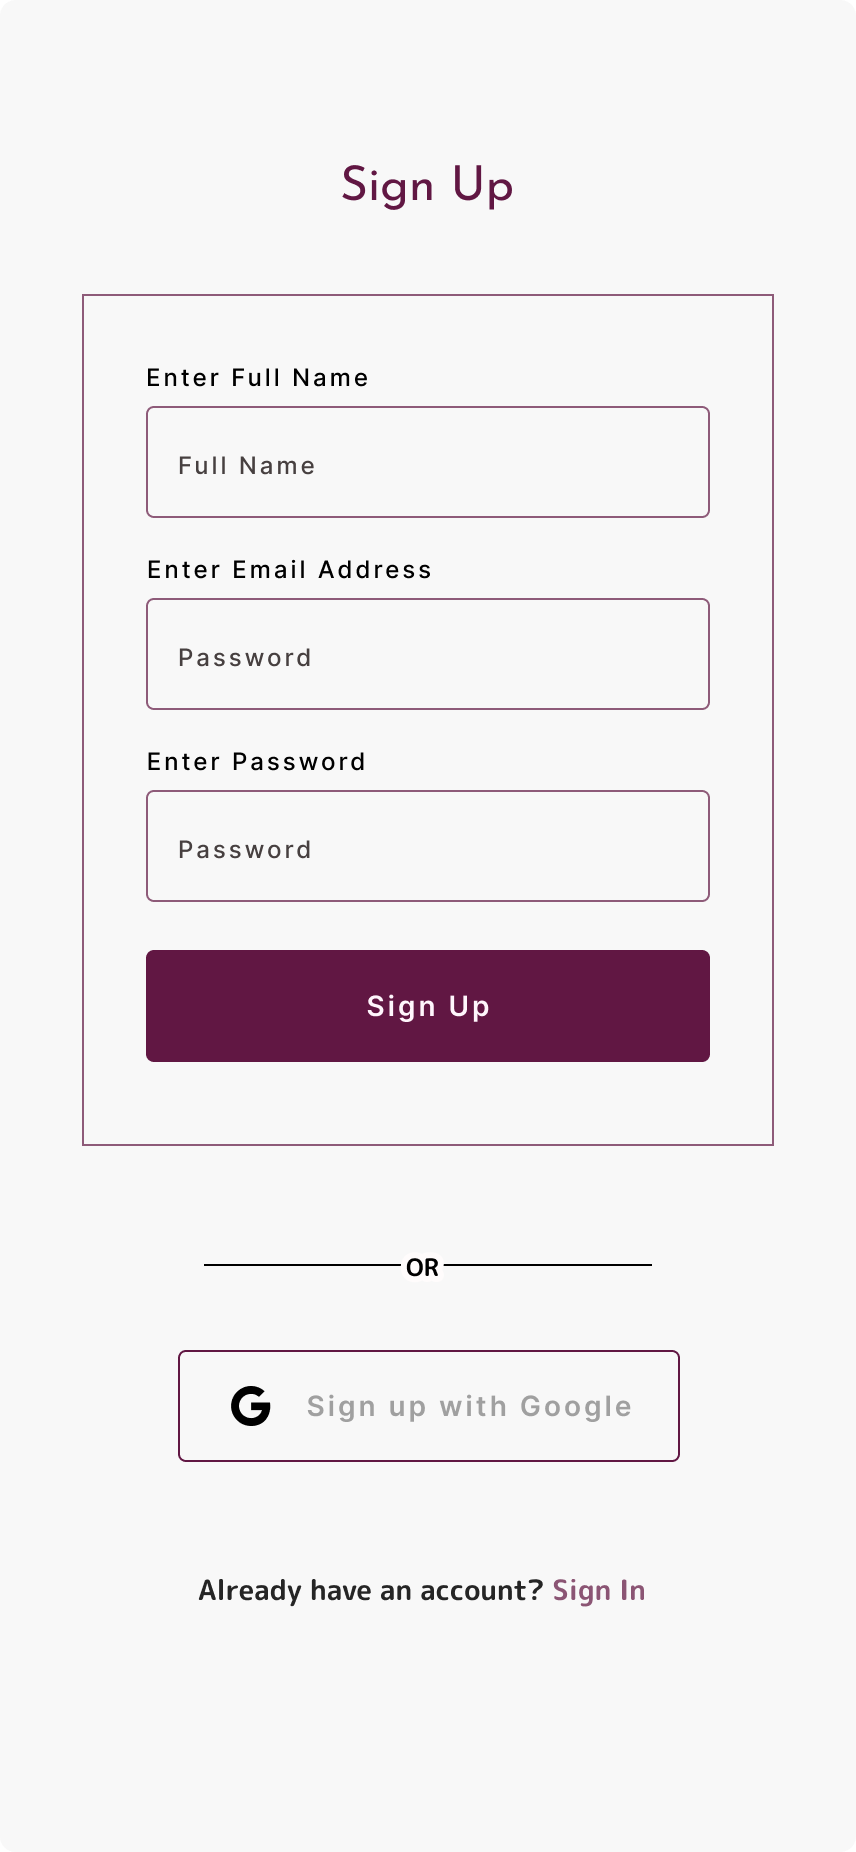 Sign Up
Enter Full Name
Full Name
Enter Email Address
Password
Enter Password
Password
Sign Up
OR
Sign up with Google
Already have an account? Sign In